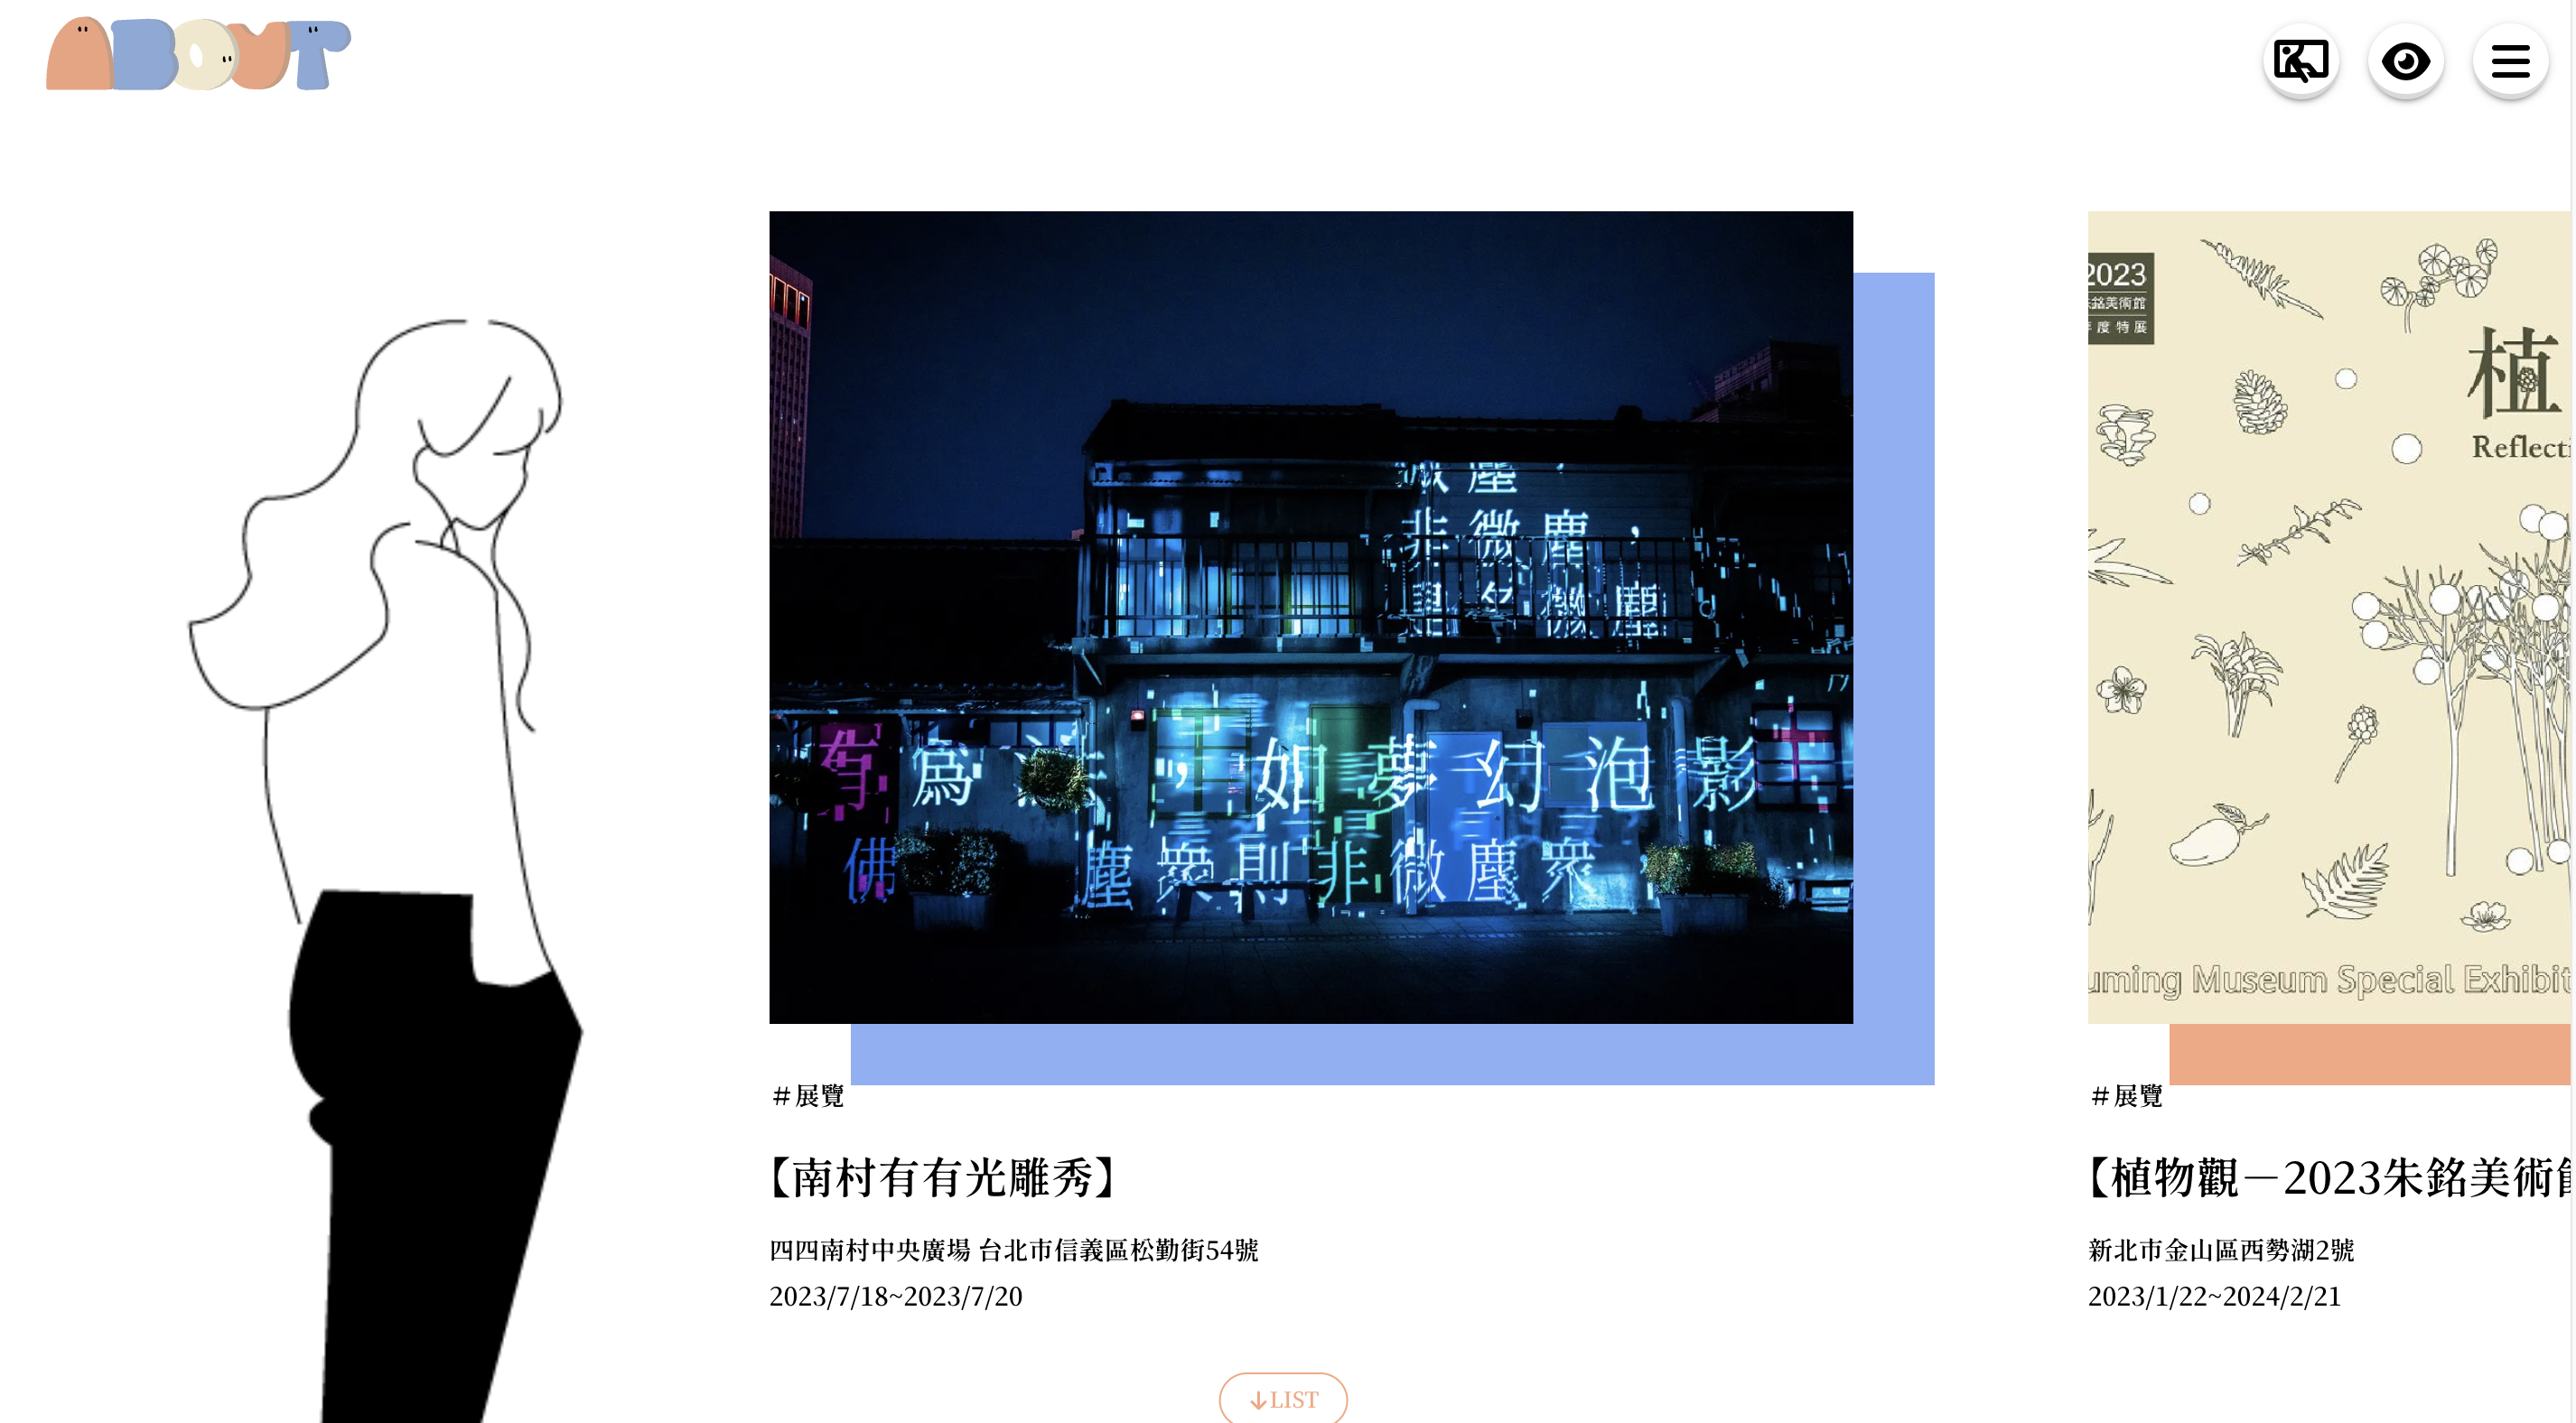 ABOUT
微塵，
非微塵，
是名微塵
有為法，如夢幻泡影
佛
塵眾則非微塵眾
#展覽
【南村有有光雕秀】
四四南村中央廣場 台北市信義區松勤街54號
2023/7/18~2023/7/20
↓LIST
2023
朱銘美術館
年度特展
植
Reflecti
uming Museum Special Exhibit
#展覽
【植物觀－2023朱銘美術館
新北市金山區西勢湖2號
2023/1/22~2024/2/21